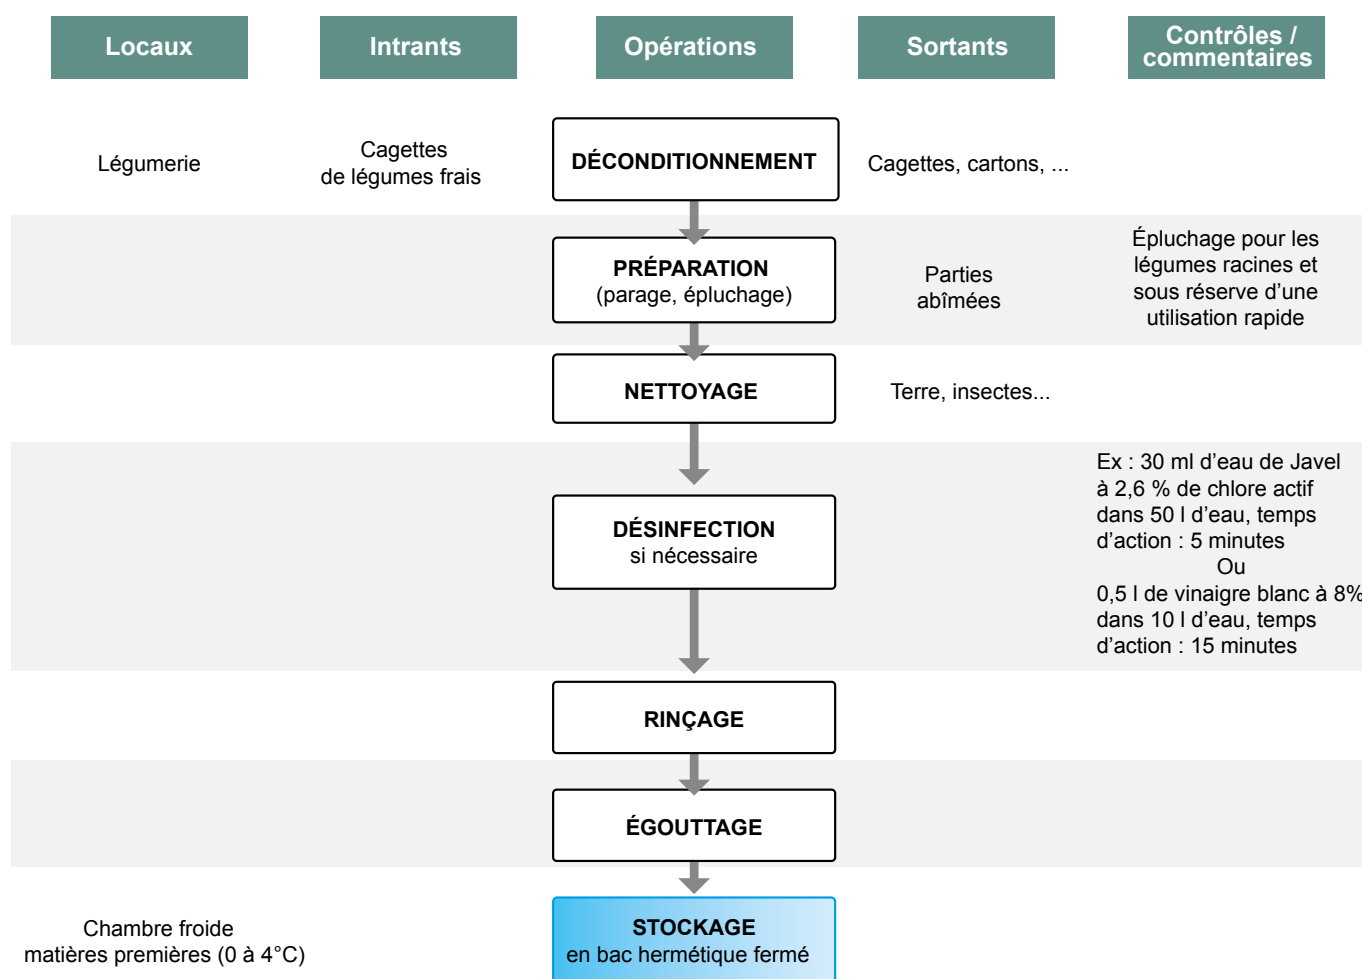 Locaux
Intrants
Opérations
Sortants
Contrôles /
commentaires
Légumerie
Cagettes
de légumes frais
DÉCONDITIONNEMENT
Cagettes, cartons, ...
PRÉPARATION
(parage, épluchage)
Parties
abîmées
Épluchage pour les
légumes racines et
sous réserve d’une
utilisation rapide
NETTOYAGE
Terre, insectes...
DÉSINFECTION
si nécessaire
Ex : 30 ml d’eau de Javel
à 2,6 % de chlore actif
dans 50 l d’eau, temps
d’action : 5 minutes
Ou
0,5 l de vinaigre blanc à 8%
dans 10 l d’eau, temps
d’action : 15 minutes
RINÇAGE
ÉGOUTTAGE
Chambre froide
matières premières (0 à 4°C)
STOCKAGE
en bac hermétique fermé